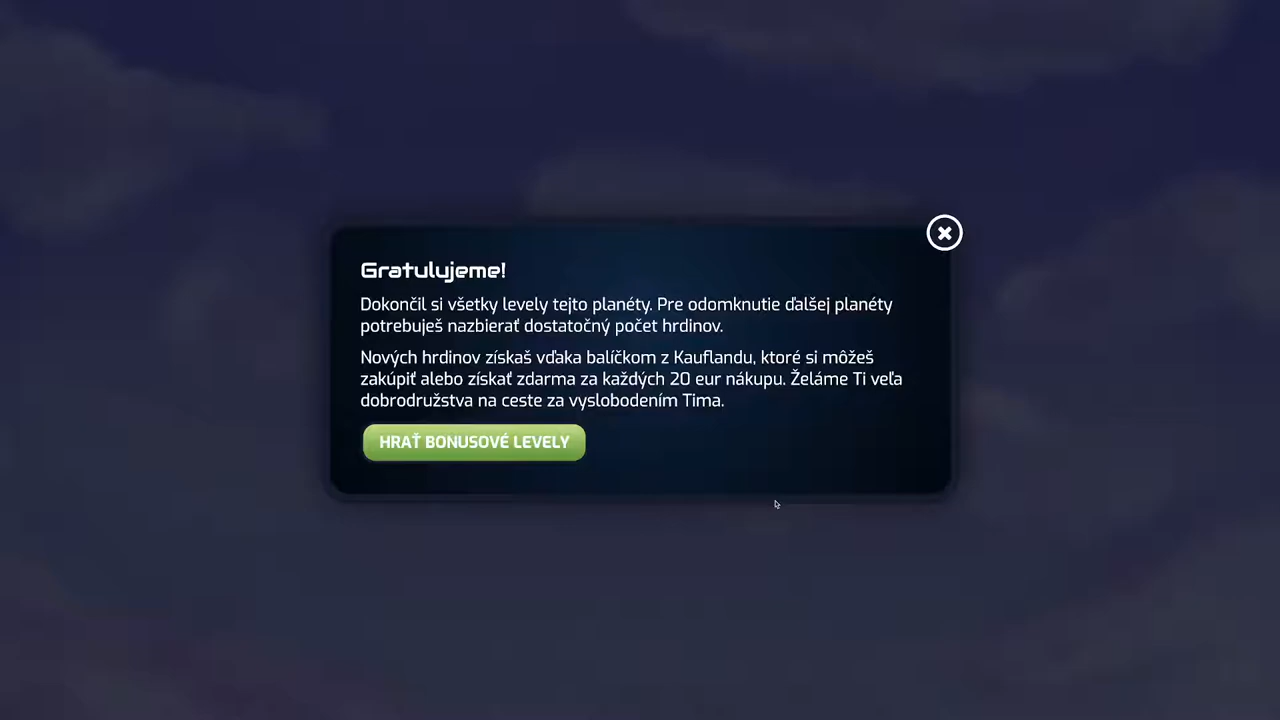 Gratulujeme!
Dokončil si všetky levely tejto planéty. Pre odomknutie ďalšej planéty
potrebuješ nazbierať dostatočný počet hrdinov.
Nových hrdinov získaš vďaka balíčkom z Kauflandu, ktoré si môžeš
zakúpiť alebo získať zdarma za každých 20 eur nákupu. Želáme Ti veľa
dobrodružstva na ceste za vyslobodením Tima.
HRAŤ BONUSOVÉ LEVELY